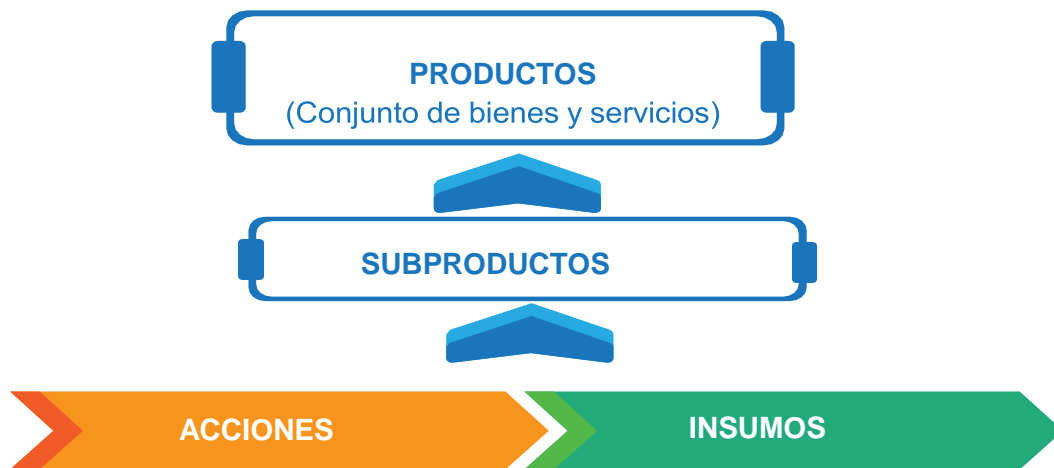 PRODUCTOS
(Conjunto de bienes y servicios)
SUBPRODUCTOS
ACCIONES
INSUMOS